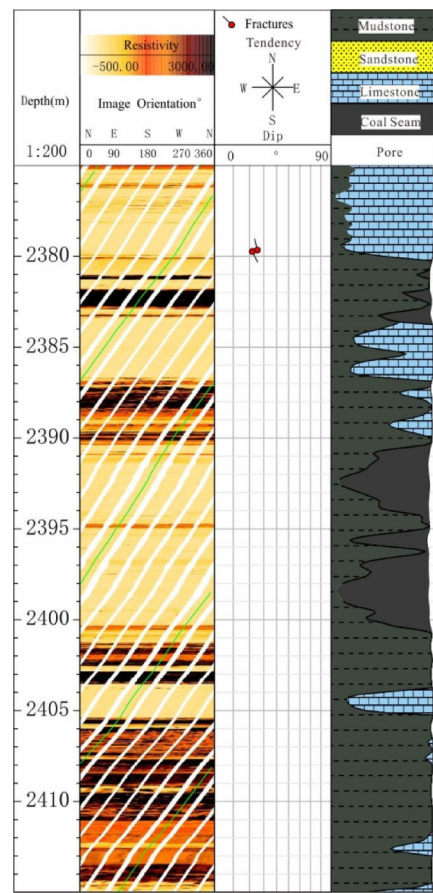 Depth(m)
1:200
Resistivity
-500.00 3000.00
Image Orientation°
N E S W N
0 90 180 270 360
Fractures
Tendency
N
W E
S
Dip
0 ° 90
Mudstone
Sandstone
Limestone
Coal Seam
Pore
2380
2385
2390
2395
2400
2405
2410